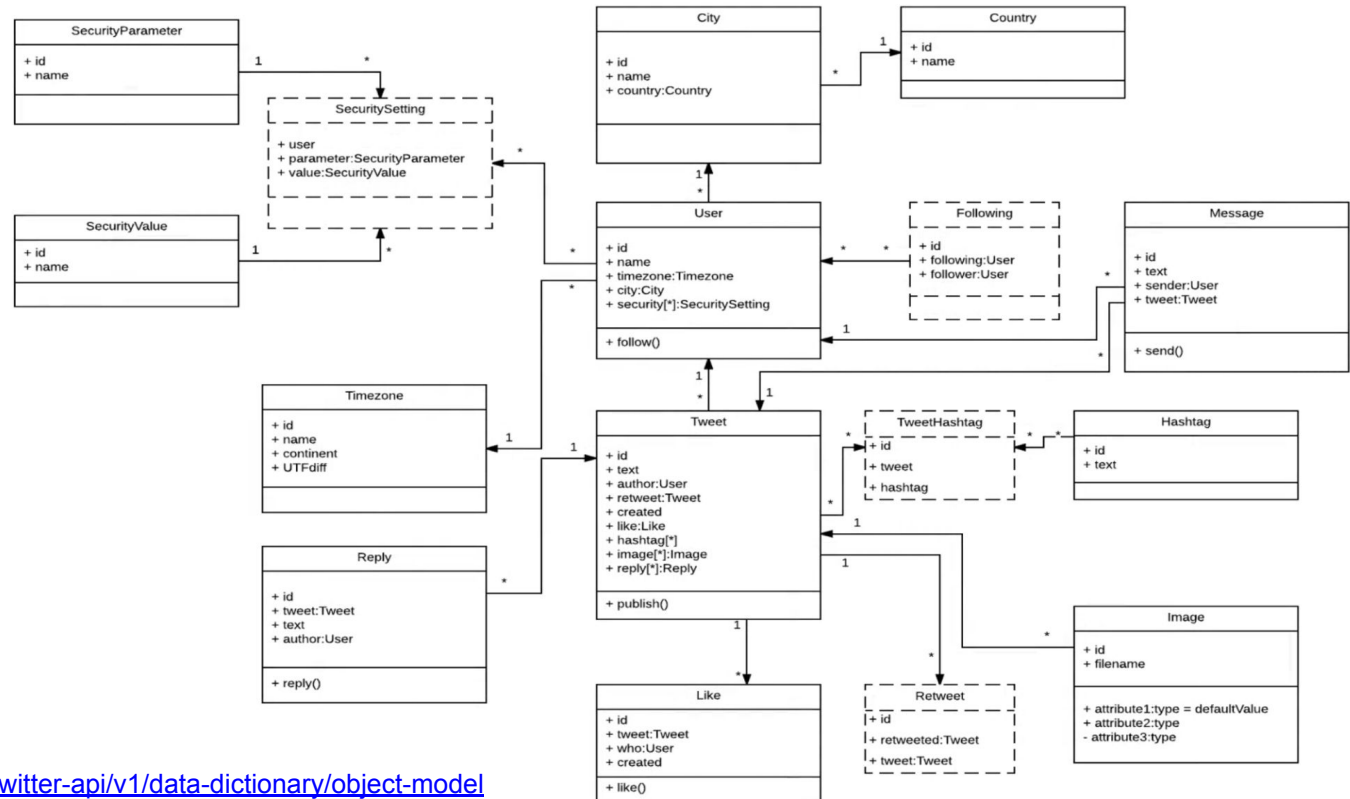 SecurityParameter
+ id
+ name
1
*
SecuritySetting
+ user
+ parameter:SecurityParameter
+ value:SecurityValue
*
SecurityValue
+ id
+ name
1
*
City
+ id
+ name
+ country:Country
*
1
Country
+ id
+ name
1
*
User
+ id
+ name
+ timezone:Timezone
+ city:City
+ security[*]:SecuritySetting
+ follow()
*
*
*
*
Following
+ id
+ following:User
+ follower:User
Message
+ id
+ text
+ sender:User
+ tweet:Tweet
+ send()
*
1
*
1
1
*
Timezone
+ id
+ name
+ continent
+ UTFdiff
1
Tweet
+ id
+ text
+ author:User
+ retweet:Tweet
+ created
+ like:Like
+ hashtag[*]
+ image[*]:Image
+ reply[*]:Reply
+ publish()
1
*
*
TweetHashtag
+ id
+ tweet
+ hashtag
*
*
Hashtag
+ id
+ text
1
1
Reply
+ id
+ tweet:Tweet
+ text
+ author:User
+ reply()
*
1
*
Like
+ id
+ tweet:Tweet
+ who:User
+ created
+ like()
*
Retweet
+ id
+ retweeted:Tweet
+ tweet:Tweet
*
Image
+ id
+ filename
+ attribute1:type = defaultValue
+ attribute2:type
- attribute3:type
witter-api/v1/data-dictionary/object-model